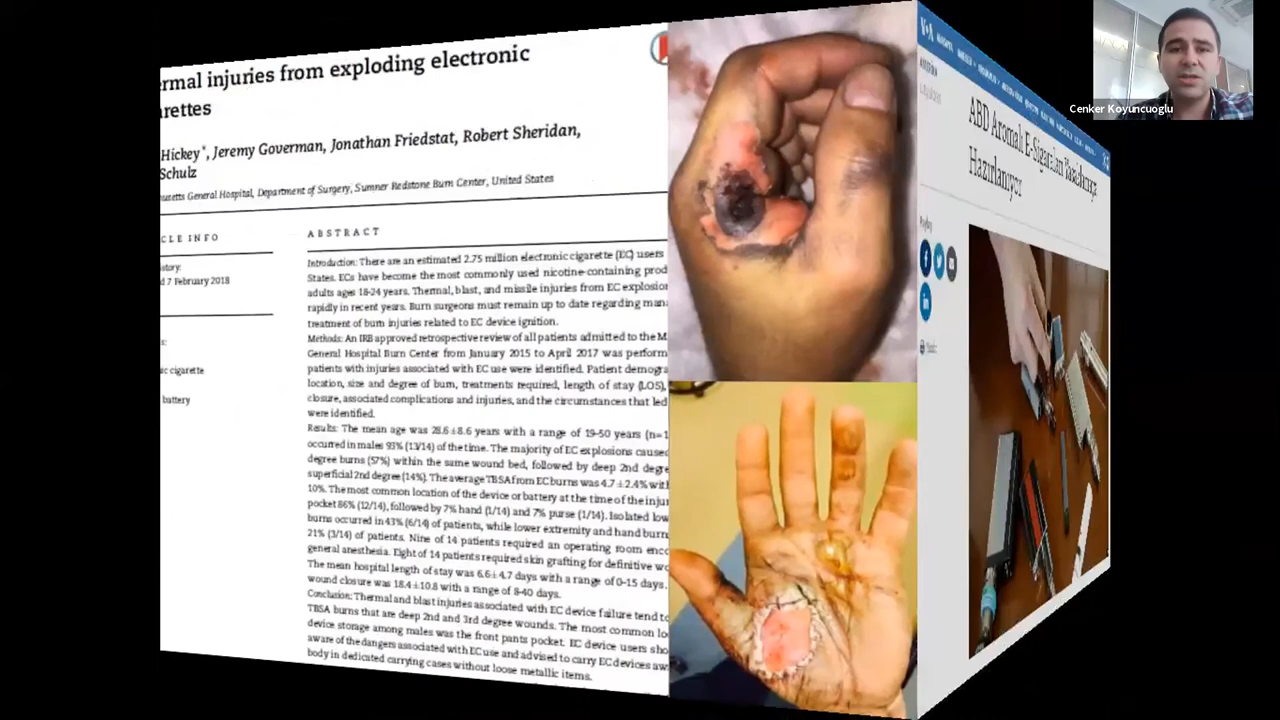 ermal injuries from exploding electronic
arettes
Hickey*, Jeremy Goverman, Jonathan Friedstat, Robert Sheridan,
Schulz
usetts General Hospital, Department of Surgery, Sumner Redstone Burn Center, United States
CLE INFO
istory:
d 7 February 2018
s:
ic cigarette
battery
ABSTRACT
Introduction: There are an estimated 2.75 million electronic cigarette (EC) users
States. ECs have become the most commonly used nicotine-containing prod
adults ages 18-24 years. Thermal, blast, and missile injuries from EC explosion
rapidly in recent years. Burn surgeons must remain up to date regarding man
treatment of burn injuries related to EC device ignition.
Methods: An IRB approved retrospective review of all patients admitted to the M
General Hospital Burn Center from January 2015 to April 2017 was perform
patients with injuries associated with EC use were identified. Patient demogra
location, size and degree of burn, treatments required, length of stay (LOS),
closure, associated complications and injuries, and the circumstances that led
were identified.
Results: The mean age was 28.6±8.6 years with a range of 19-50 years (n=1
occurred in males 93% (13/14) of the time. The majority of EC explosions caused
degree burns (57%) within the same wound bed, followed by deep 2nd degre
superficial 2nd degree (14%). The average TBSA from EC burns was 4.7±2.4% with
10%. The most common location of the device or battery at the time of the injur
pocket 86% (12/14), followed by 7% hand (1/14) and 7% purse (1/14). Isolated low
burns occurred in 43% (6/14) of patients, while lower extremity and hand burn
21% (3/14) of patients. Nine of 14 patients required an operating room enco
general anesthesia. Eight of 14 patients required skin grafting for definitive wo
The mean hospital length of stay was 6.6±4.7 days with a range of 0-15 days.
wound closure was 18.4±10.8 with a range of 8-40 days.
Conclusion: Thermal and blast injuries associated with EC device failure tend to
TBSA burns that are deep 2nd and 3rd degree wounds. The most common lo
device storage among males was the front pants pocket. EC device users sho
aware of the dangers associated with EC use and advised to carry EC devices aw
body in dedicated carrying cases without loose metallic items.
VOA
ABD Aromalı E-Sigaraları Yasaklamaya
Hazırlanıyor
Cenker Koyuncuoglu